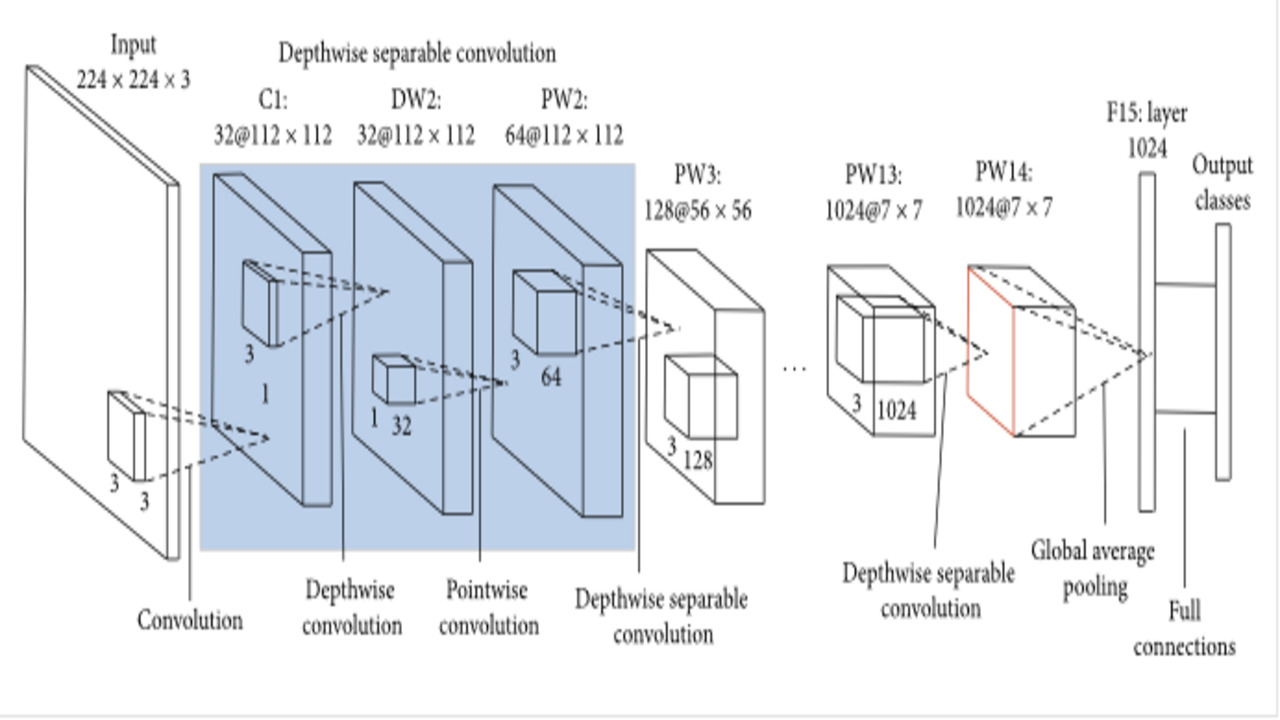 Input
224 × 224 × 3
Depthwise separable convolution
C1:
32@112 × 112
DW2:
32@112 × 112
PW2:
64@112 × 112
PW3:
128@56 × 56
PW13:
1024@7 × 7
PW14:
1024@7 × 7
F15: layer
1024
Output
classes
3
3
3
1
1
32
3
64
3
128
...
3
1024
Convolution
Depthwise
convolution
Pointwise
convolution
Depthwise separable
convolution
Depthwise separable
convolution
Global average
pooling
Full
connections